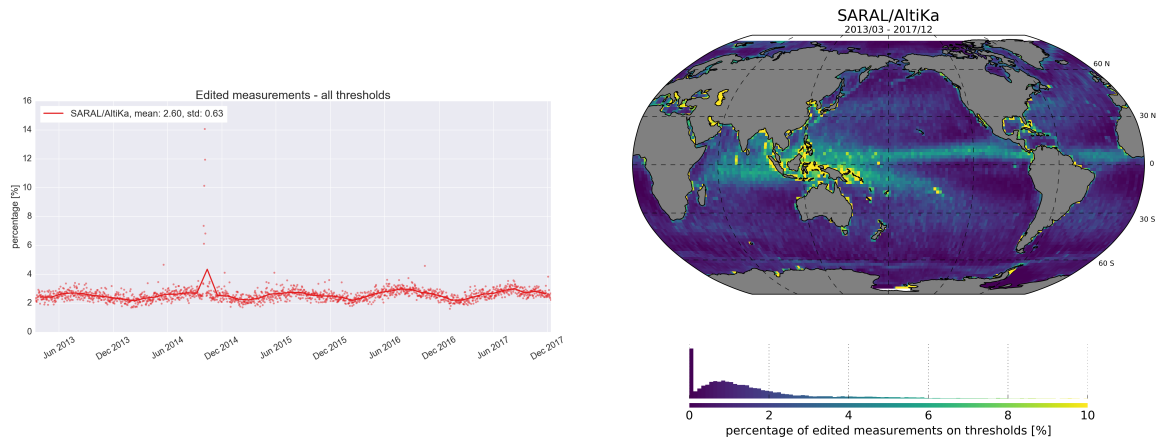 Edited measurements - all thresholds
SARAL/AltiKa, mean: 2.60, std: 0.63
percentage [%]
16
14
12
10
8
6
4
2
0
Jun 2013
Dec 2013
Jun 2014
Dec 2014
Jun 2015
Dec 2015
Jun 2016
Dec 2016
Jun 2017
Dec 2017
SARAL/AltiKa
2013/03 - 2017/12
60 N
30 N
0
30 S
60 S
0 2 4 6 8 10
percentage of edited measurements on thresholds [%]